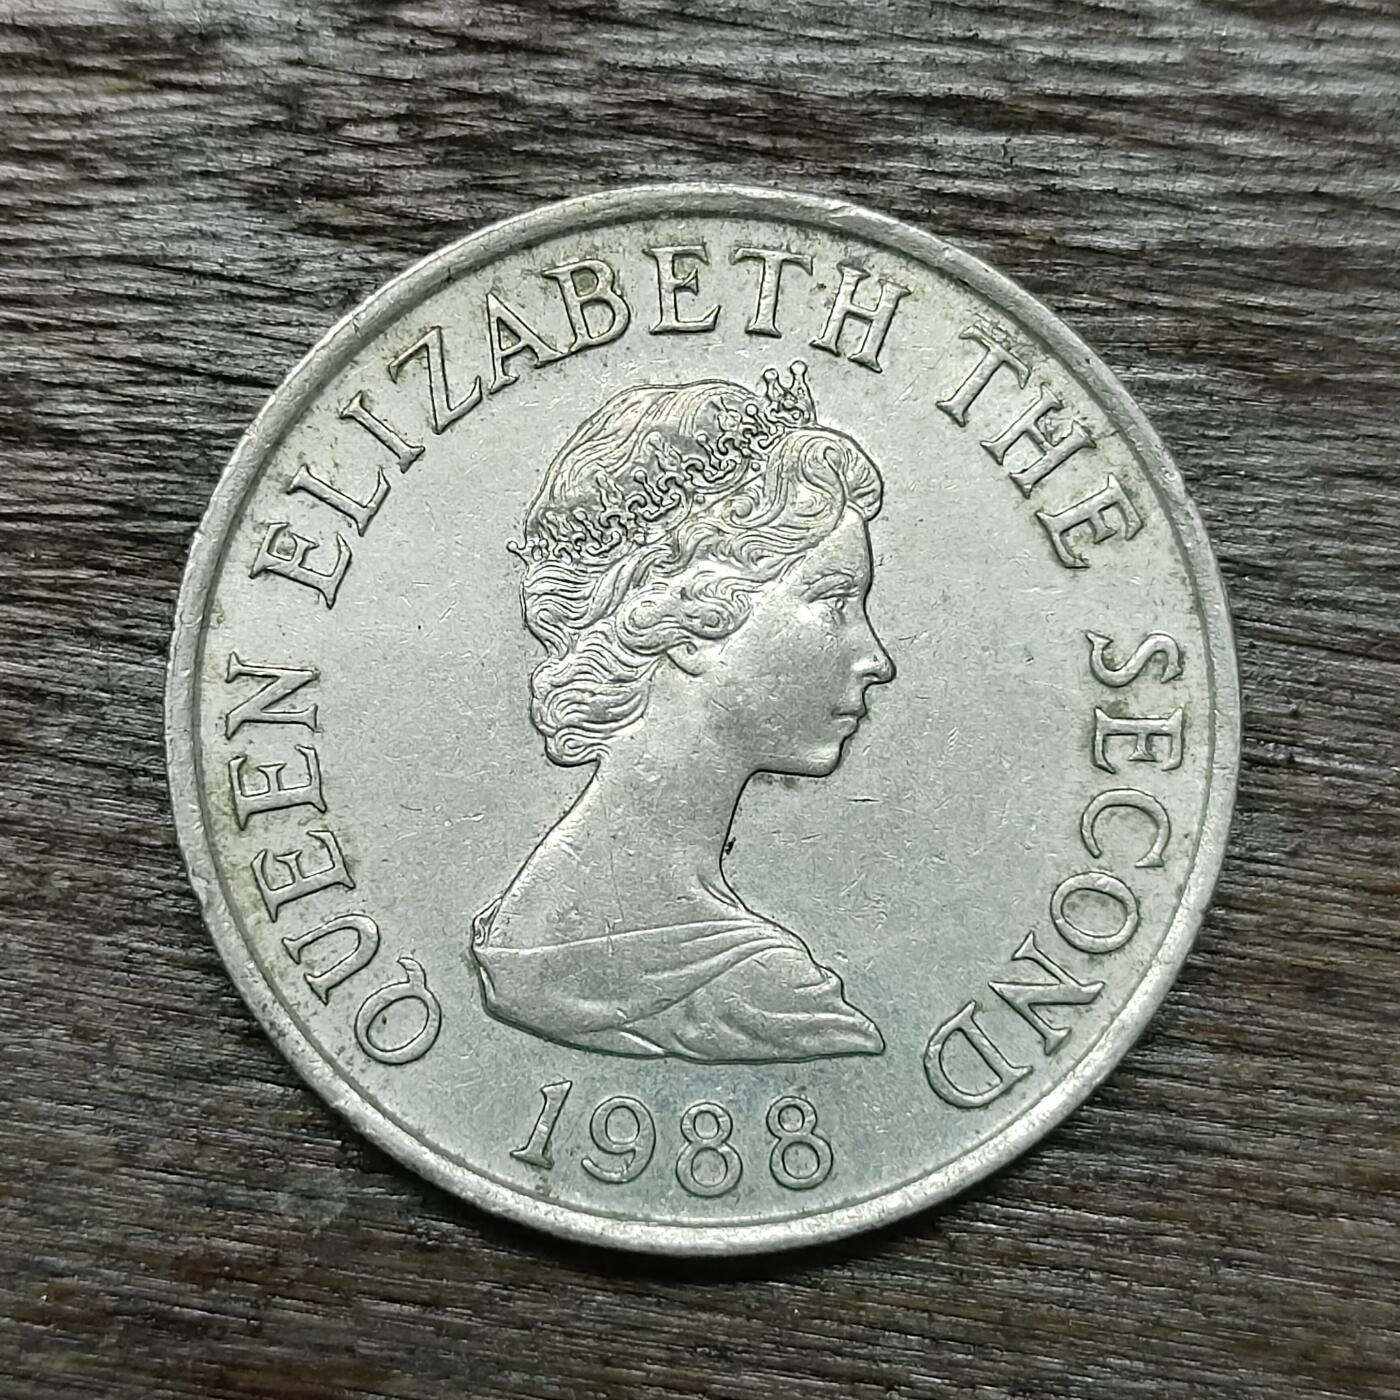 QUEEN ELIZABETH THE SECOND
1988